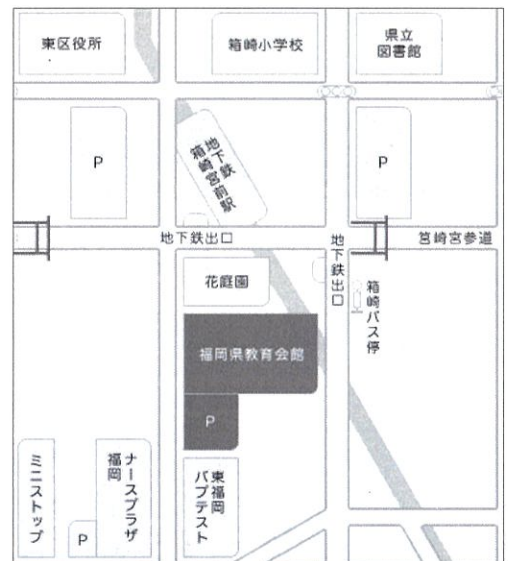 東区役所
箱崎小学校
県立
図書館
P
地下鉄
箱崎宮前駅
P
地下鉄出口
地下鉄出口
筥崎宮参道
花庭園
箱崎バス停
福岡県教育会館
P
ミニストップ
ナースプラザ
福岡
P
東福岡
バプテスト